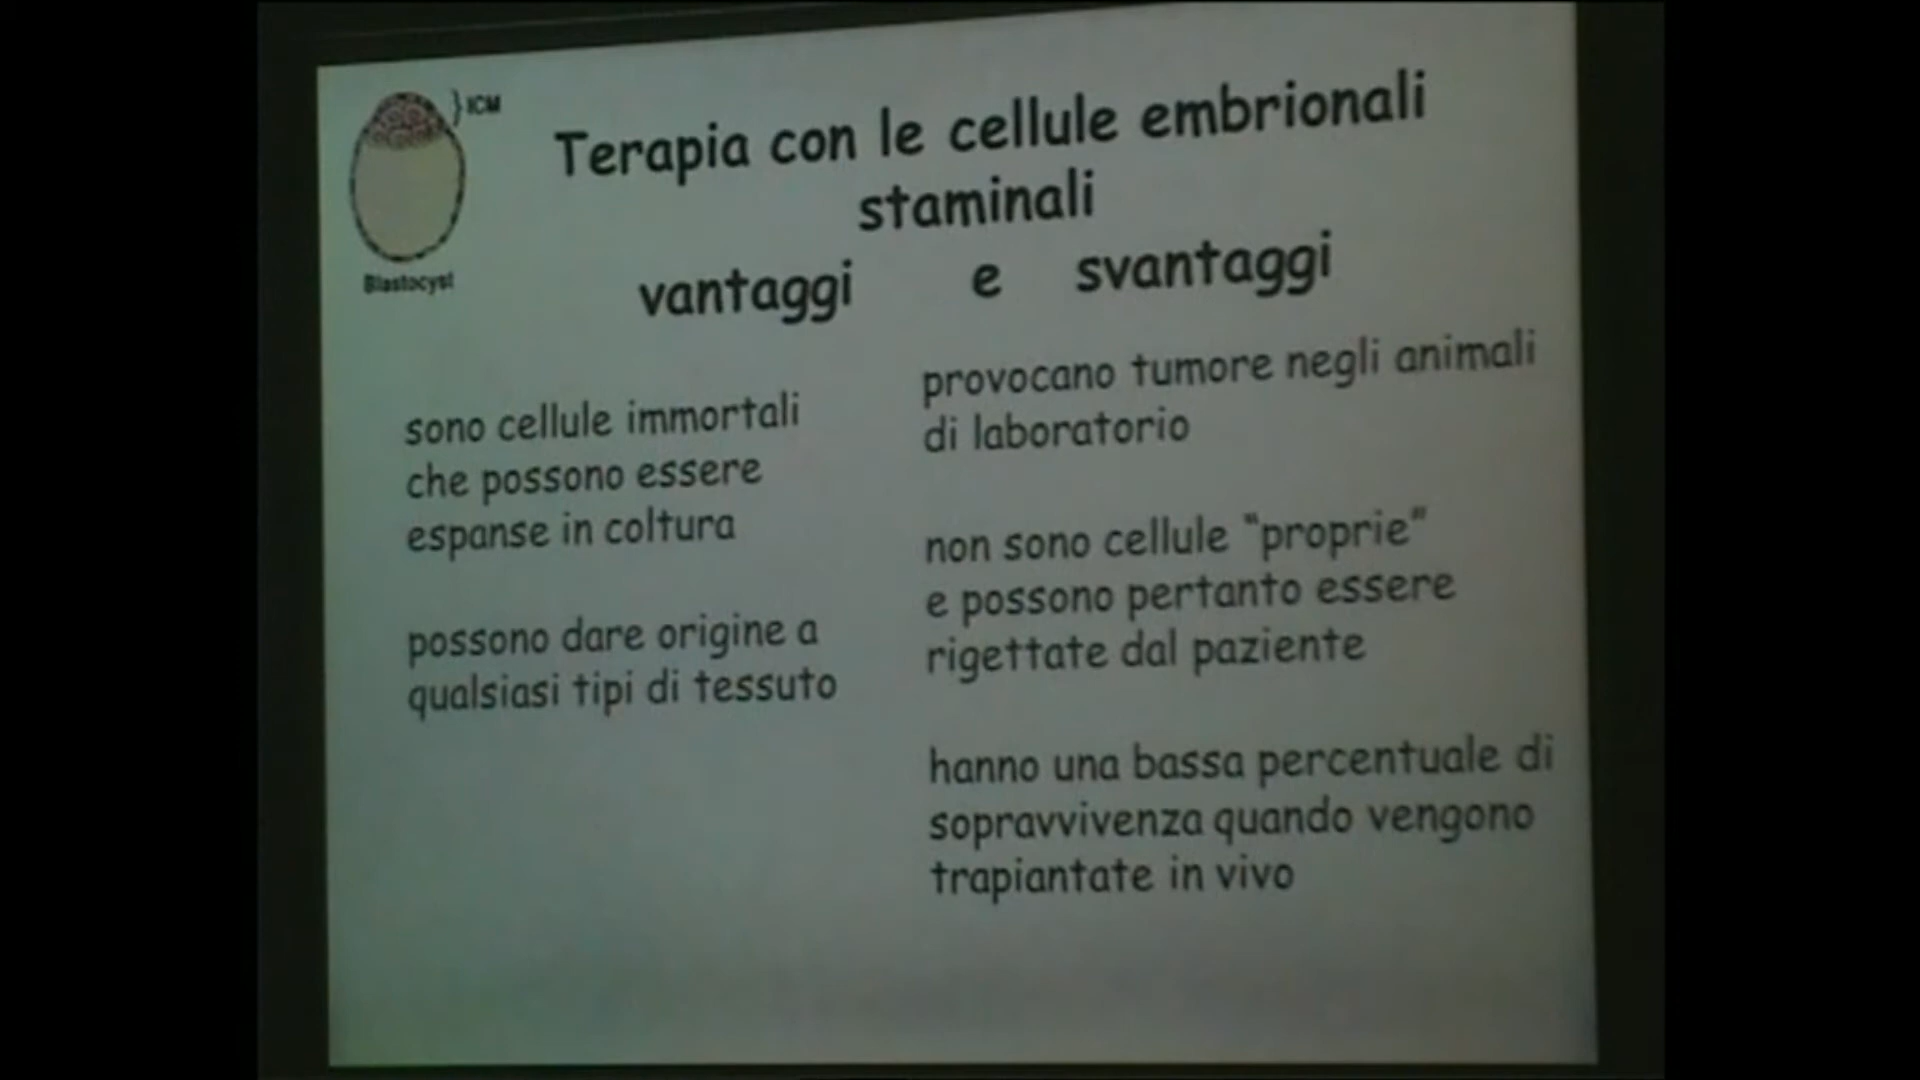 ICM
Blastocyst
Terapia con le cellule embrionali
staminali
vantaggi e svantaggi
sono cellule immortali
che possono essere
espanse in coltura
possono dare origine a
qualsiasi tipi di tessuto
provocano tumore negli animali
di laboratorio
non sono cellule “proprie”
e possono pertanto essere
rigettate dal paziente
hanno una bassa percentuale di
sopravvivenza quando vengono
trapiantate in vivo